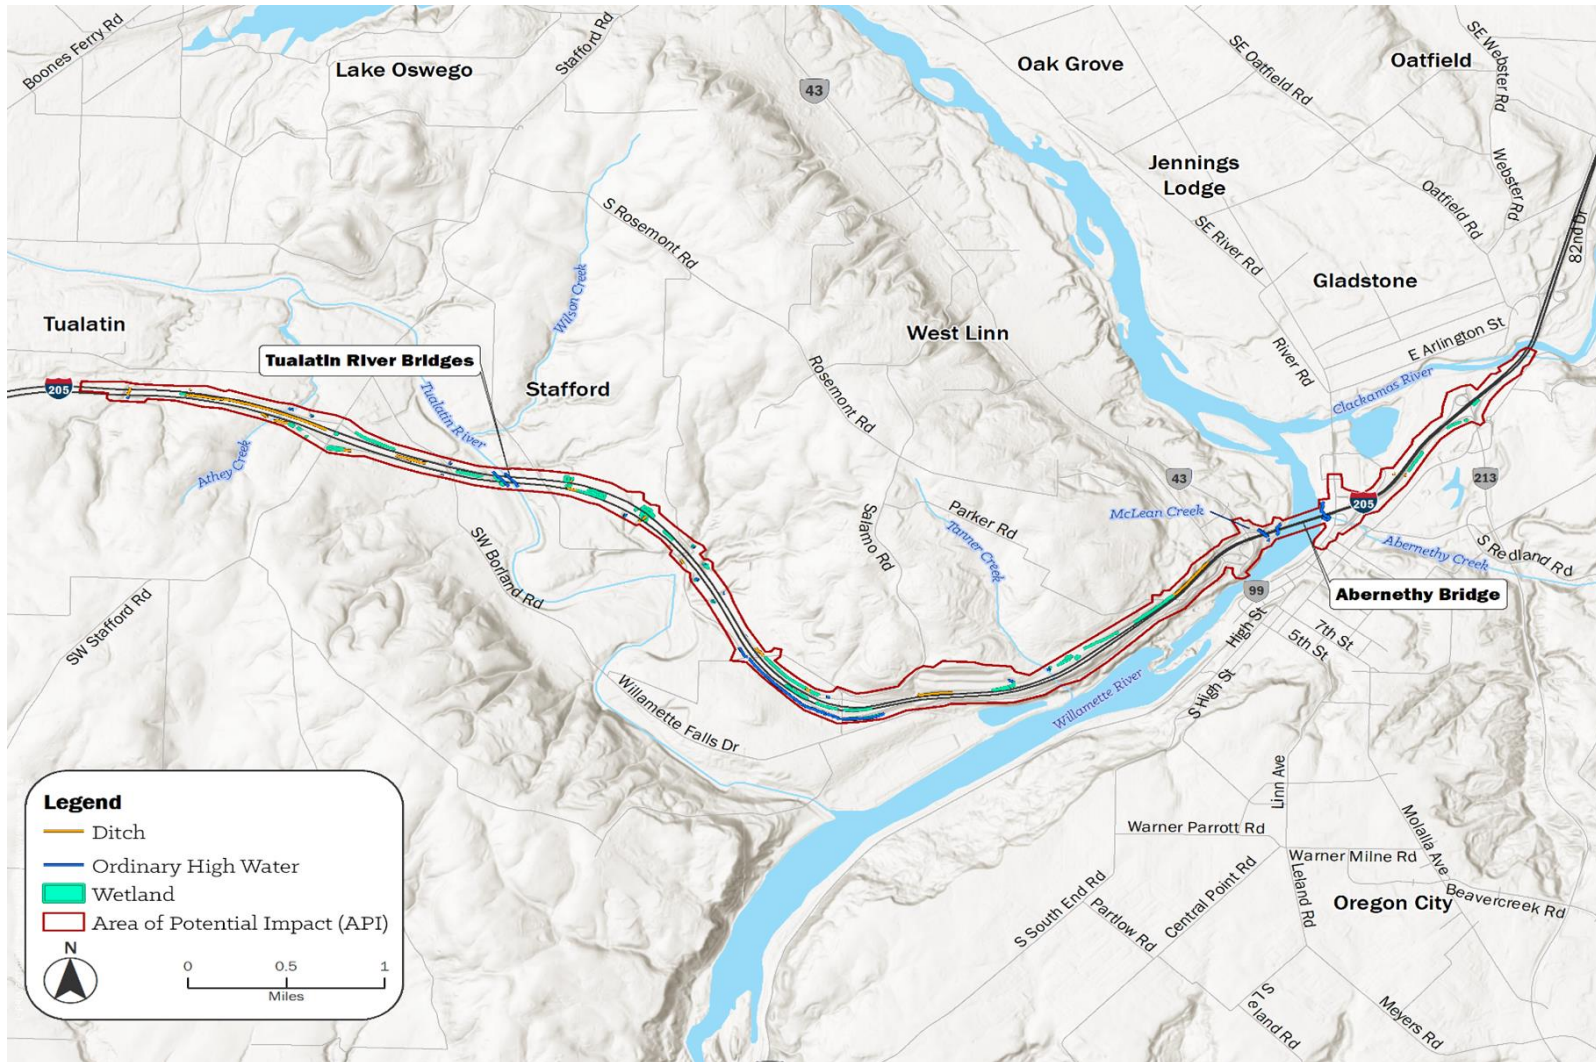 Boones Ferry Rd
Lake Oswego
Stafford Rd
43
Oak Grove
SE Oatfield Rd
Oatfield
SE Webster Rd
Jennings
Lodge
Webster Rd
Oatfield Rd
82nd Dr
S Rosemont Rd
SE River Rd
Gladstone
Wilson Creek
Tualatin
West Linn
E Arlington St
River Rd
Tualatin River Bridges
Stafford
Rosemont Rd
Clackamas River
205
Tualatin River
Athey Creek
43
213
Salamo Rd
Parker Rd
McLean Creek
205
Tanner Creek
Abernethy Creek
S Redland Rd
SW Borland Rd
99
Abernethy Bridge
SW Stafford Rd
High St
7th St
5th St
Willamette River
S High St
Willamette Falls Dr
Linn Ave
Molalla Ave
Warner Parrott Rd
Warner Milne Rd
Leland Rd
Central Point Rd
Beavercreek Rd
S South End Rd
Partlow Rd
Oregon City
S Leland Rd
Meyers Rd
Legend
Ditch
Ordinary High Water
Wetland
Area of Potential Impact (API)
N
0 0.5 1
Miles